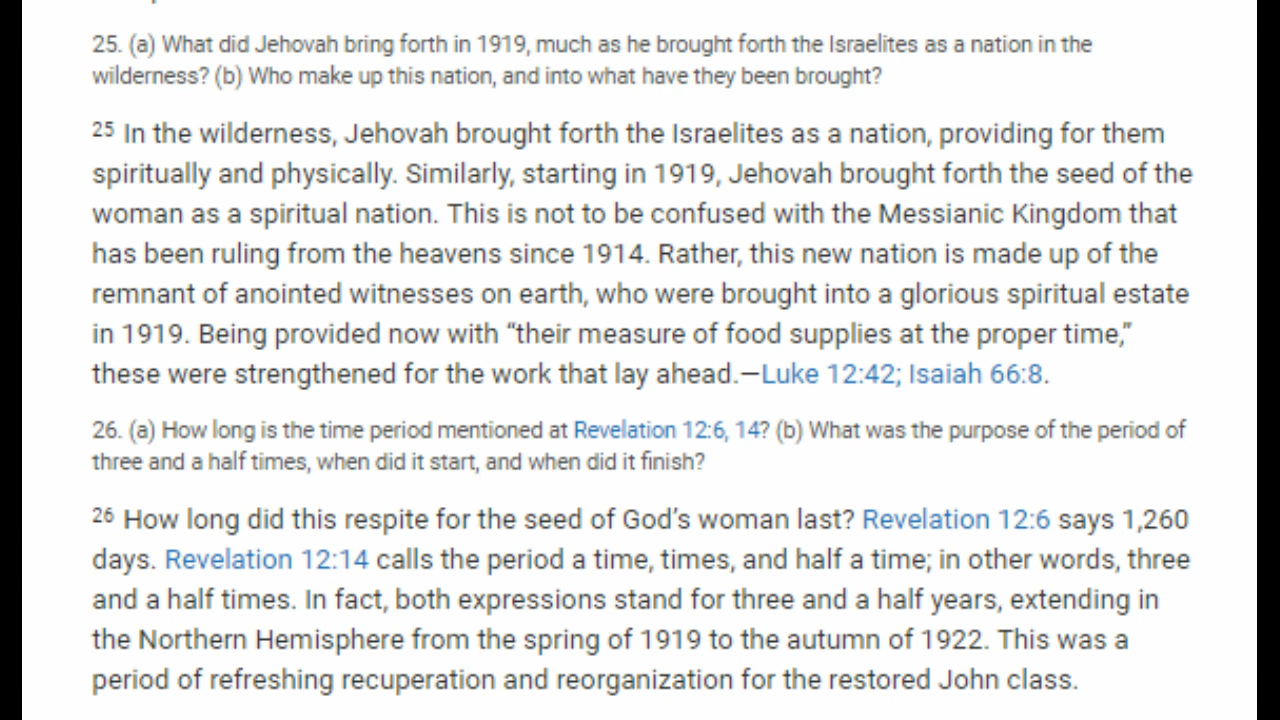 25. (a) What did Jehovah bring forth in 1919, much as he brought forth the Israelites as a nation in the
wilderness? (b) Who make up this nation, and into what have they been brought?
25 In the wilderness, Jehovah brought forth the Israelites as a nation, providing for them
spiritually and physically. Similarly, starting in 1919, Jehovah brought forth the seed of the
woman as a spiritual nation. This is not to be confused with the Messianic Kingdom that
has been ruling from the heavens since 1914. Rather, this new nation is made up of the
remnant of anointed witnesses on earth, who were brought into a glorious spiritual estate
in 1919. Being provided now with “their measure of food supplies at the proper time,”
these were strengthened for the work that lay ahead.—Luke 12:42; Isaiah 66:8.
26. (a) How long is the time period mentioned at Revelation 12:6, 14? (b) What was the purpose of the period of
three and a half times, when did it start, and when did it finish?
26 How long did this respite for the seed of God’s woman last? Revelation 12:6 says 1,260
days. Revelation 12:14 calls the period a time, times, and half a time; in other words, three
and a half times. In fact, both expressions stand for three and a half years, extending in
the Northern Hemisphere from the spring of 1919 to the autumn of 1922. This was a
period of refreshing recuperation and reorganization for the restored John class.